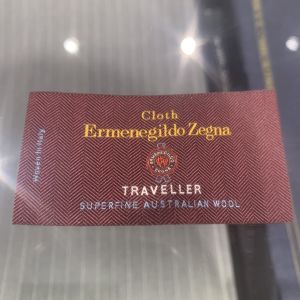 Cloth
Ermenegildo Zegna
TRAVELLER
SUPERFINE AUSTRALIAN WOOL
Woven in Italy